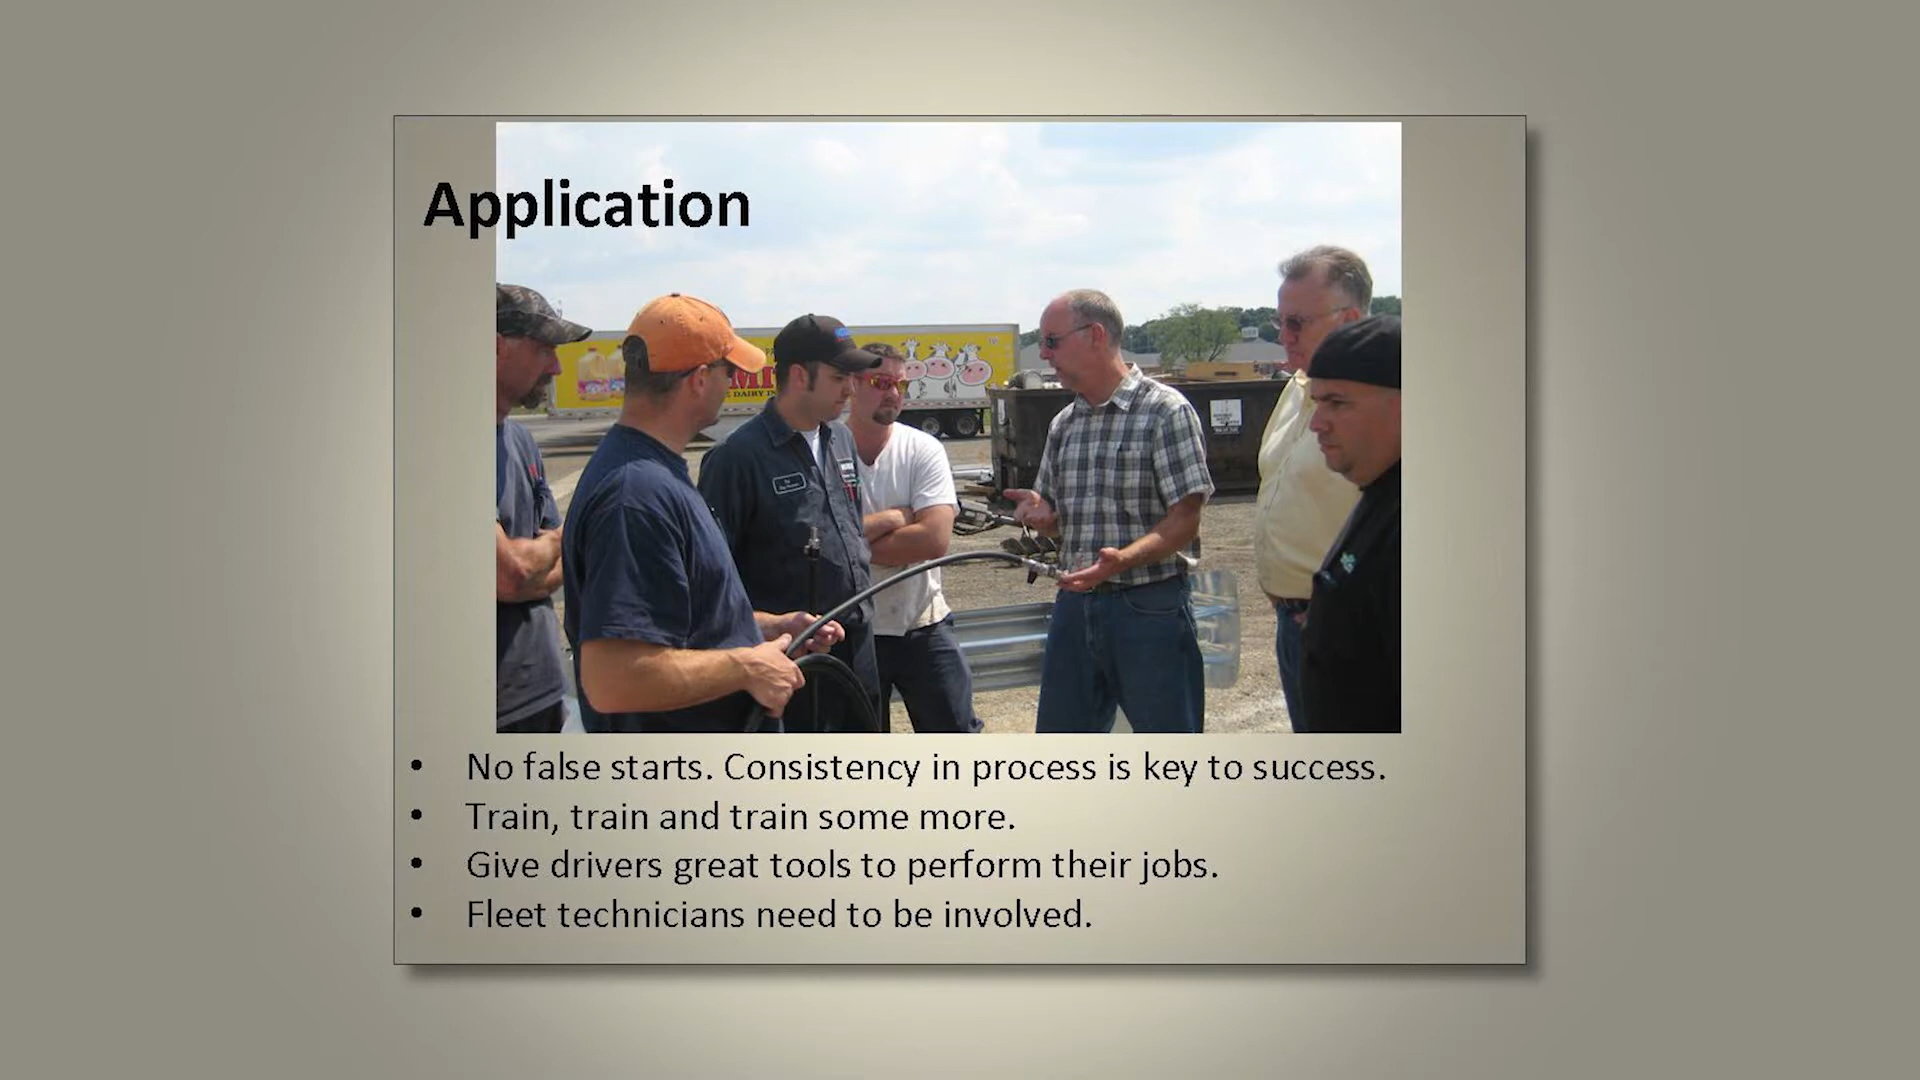 Application
• No false starts. Consistency in process is key to success.
• Train, train and train some more.
• Give drivers great tools to perform their jobs.
• Fleet technicians need to be involved.